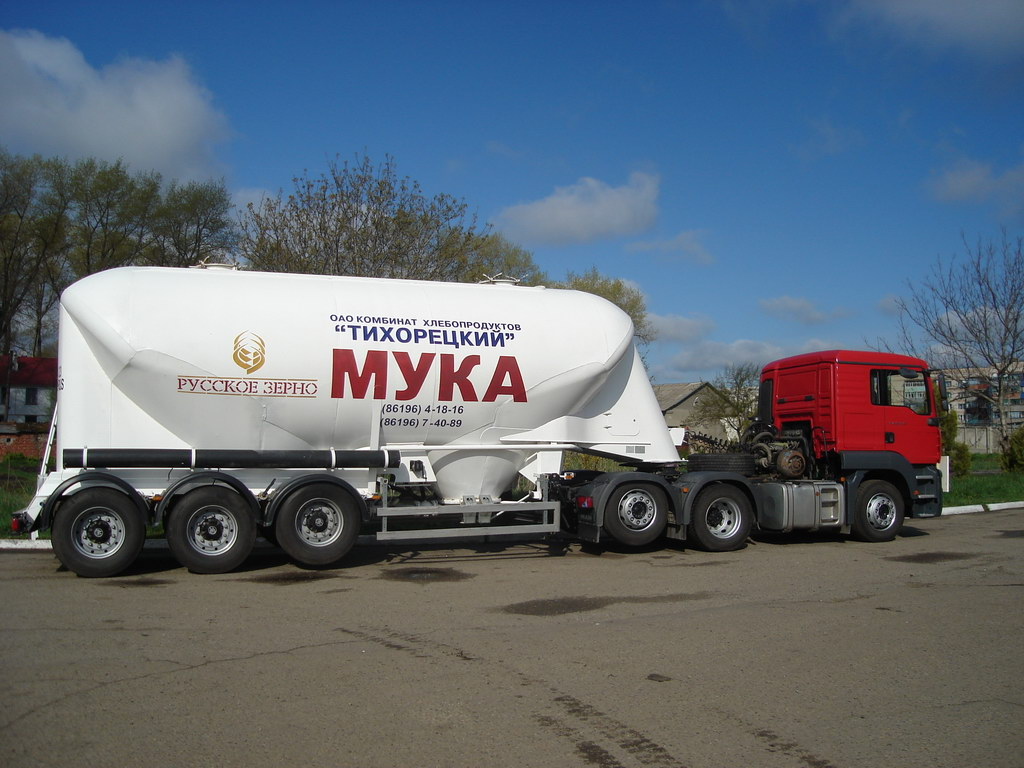 ОАО КОМБИНАТ ХЛЕБОПРОДУКТОВ
"ТИХОРЕЦКИЙ"
МУКА
(86196) 4-18-16
(86196) 7-40-89
РУССКОЕ ЗЕРНО